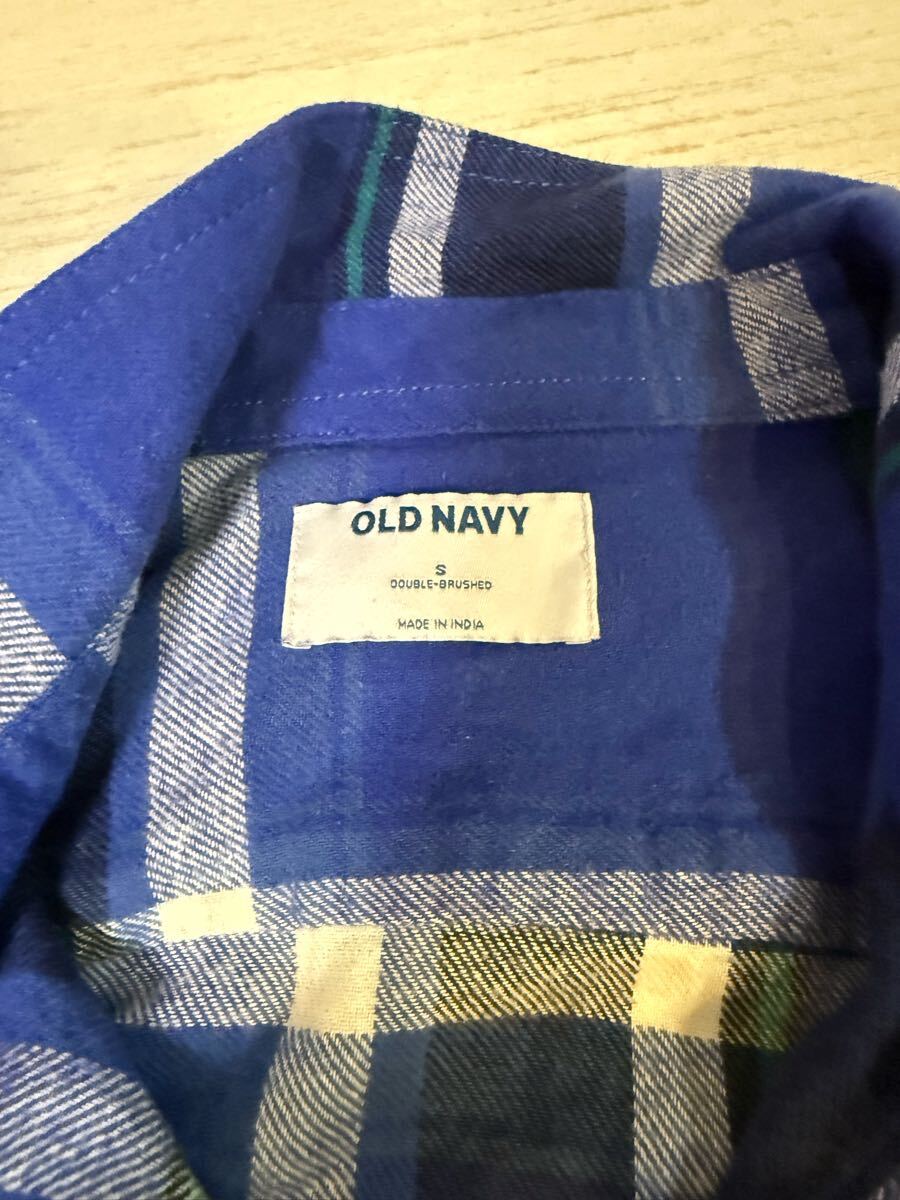 OLD NAVY
S
DOUBLE-BRUSHED
MADE IN INDIA